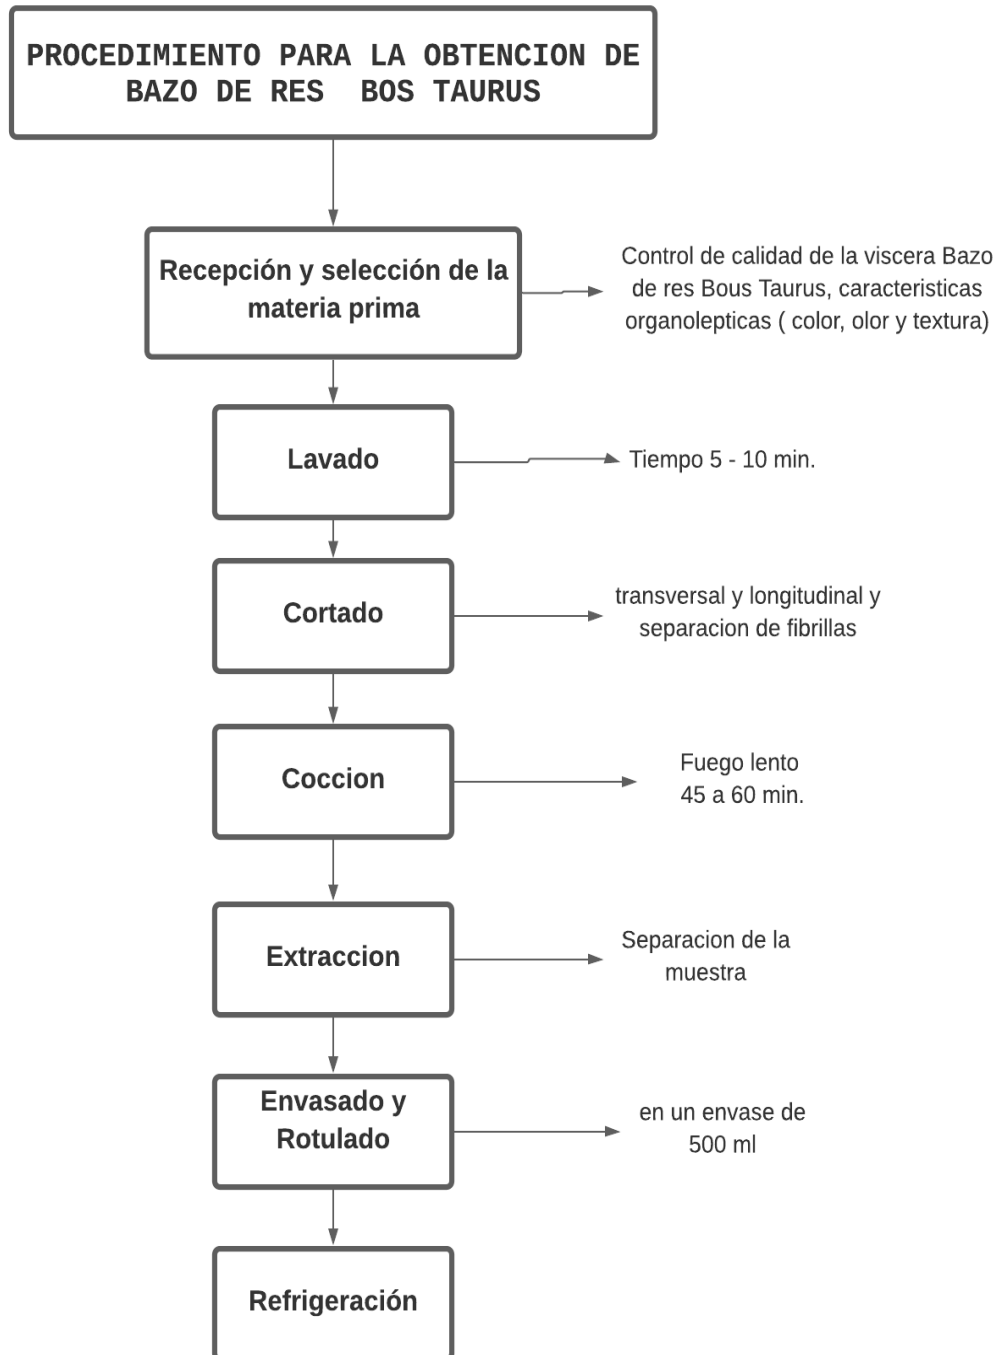 PROCEDIMIENTO PARA LA OBTENCION DE
BAZO DE RES  BOS TAURUS
Recepción y selección de la
materia prima
Control de calidad de la viscera Bazo
de res Bous Taurus, caracteristicas
organolepticas ( color, olor y textura)
Lavado
Tiempo 5 - 10 min.
Cortado
transversal y longitudinal y
separacion de fibrillas
Coccion
Fuego lento
45 a 60 min.
Extraccion
Separacion de la
muestra
Envasado y
Rotulado
en un envase de
500 ml
Refrigeración